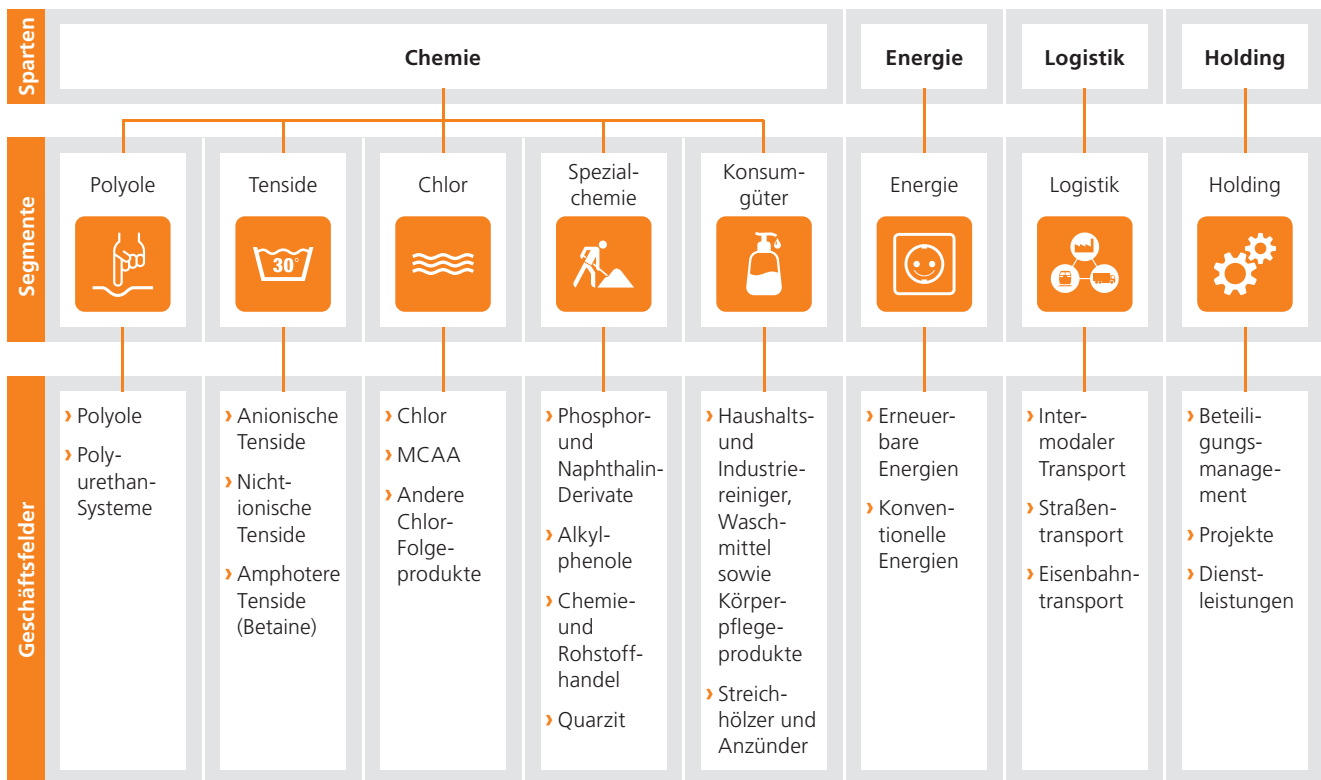 Sparten
Chemie
Energie
Logistik
Holding
Segmente
Polyole
Tenside
30°
Chlor
Spezial-
chemie
Konsum-
güter
Energie
Logistik
Holding
Geschäftsfelder
› Polyole
› Poly-
urethan-
Systeme
› Anionische
Tenside
› Nicht-
ionische
Tenside
› Amphotere
Tenside
(Betaine)
› Chlor
› MCAA
› Andere
Chlor-
Folge-
produkte
› Phosphor-
und
Naphthalin-
Derivate
› Alkyl-
phenole
› Chemie-
und
Rohstoff-
handel
› Quarzit
› Haushalts-
und
Industrie-
reiniger,
Wasch-
mittel
sowie
Körper-
pflege-
produkte
› Streich-
hölzer und
Anzünder
› Erneuer-
bare
Energien
› Konven-
tionelle
Energien
› Inter-
modaler
Transport
› Straßen-
transport
› Eisenbahn-
transport
› Beteili-
gungs-
manage-
ment
› Projekte
› Dienst-
leistungen